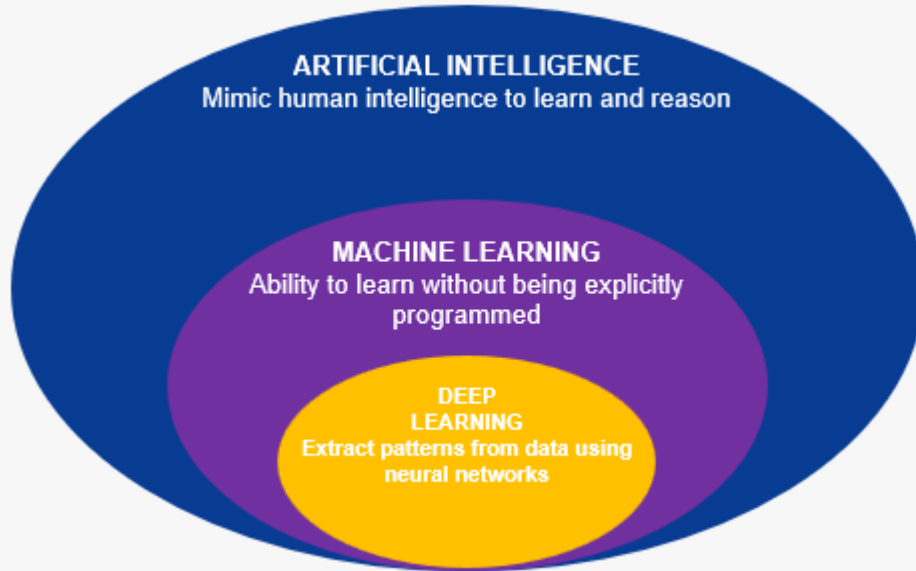 ARTIFICIAL INTELLIGENCE
Mimic human intelligence to learn and reason
MACHINE LEARNING
Ability to learn without being explicitly
programmed
DEEP
LEARNING
Extract patterns from data using
neural networks